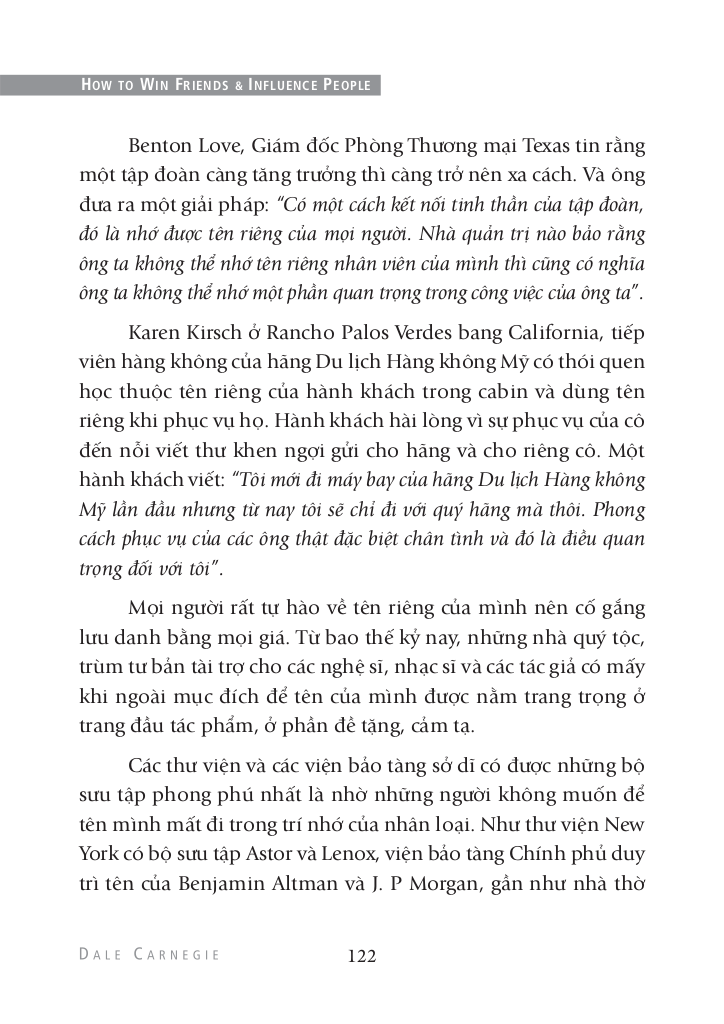 HOW TO WIN FRIENDS & INFLUENCE PEOPLE
Benton Love, Giám đốc Phòng Thương mại Texas tin rằng
một tập đoàn càng tăng trưởng thì càng trở nên xa cách. Và ông
đưa ra một giải pháp: “Có một cách kết nối tinh thần của tập đoàn,
đó là nhớ được tên riêng của mọi người. Nhà quản trị nào bảo rằng
ông ta không thể nhớ tên riêng nhân viên của mình thì cũng có nghĩa
ông ta không thể nhớ một phần quan trọng trong công việc của ông ta”.
Karen Kirsch ở Rancho Palos Verdes bang California, tiếp
viên hàng không của hãng Du lịch Hàng không Mỹ có thói quen
học thuộc tên riêng của hành khách trong cabin và dùng tên
riêng khi phục vụ họ. Hành khách hài lòng vì sự phục vụ của cô
đến nỗi viết thư khen ngợi gửi cho hãng và cho riêng cô. Một
hành khách viết: “Tôi mới đi máy bay của hãng Du lịch Hàng không
Mỹ lần đầu nhưng từ nay tôi sẽ chỉ đi với quý hãng mà thôi. Phong
cách phục vụ của các ông thật đặc biệt chân tình và đó là điều quan
trọng đối với tôi”.
Mọi người rất tự hào về tên riêng của mình nên cố gắng
lưu danh bằng mọi giá. Từ bao thế kỷ nay, những nhà quý tộc,
trùm tư bản tài trợ cho các nghệ sĩ, nhạc sĩ và các tác giả có mấy
khi ngoài mục đích để tên của mình được nằm trang trọng ở
trang đầu tác phẩm, ở phần đề tặng, cảm tạ.
Các thư viện và các viện bảo tàng sở dĩ có được những bộ
sưu tập phong phú nhất là nhờ những người không muốn để
tên mình mất đi trong trí nhớ của nhân loại. Như thư viện New
York có bộ sưu tập Astor và Lenox, viện bảo tàng Chính phủ duy
trì tên của Benjamin Altman và J. P Morgan, gần như nhà thờ
DALE CARNEGIE
122